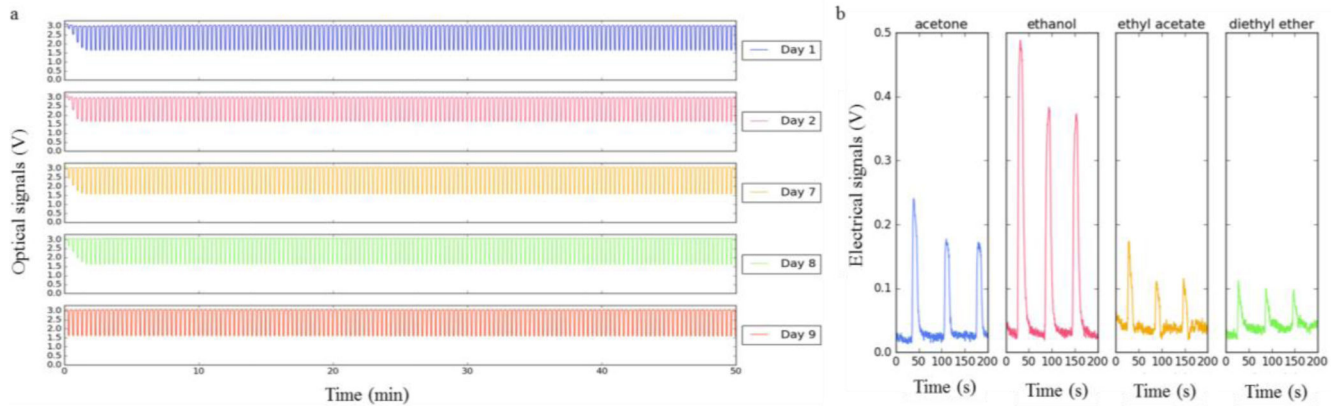 a
Optical signals (V)
3.0
2.5
2.0
1.5
1.0
0.5
0.0
Day 1
3.0
2.5
2.0
1.5
1.0
0.5
0.0
Day 2
3.0
2.5
2.0
1.5
1.0
0.5
0.0
Day 7
3.0
2.5
2.0
1.5
1.0
0.5
0.0
Day 8
3.0
2.5
2.0
1.5
1.0
0.5
0.0
Day 9
0 10 20 30 40 50
Time (min)
b
acetone ethanol ethyl acetate diethyl ether
Electrical signals (V)
0.5
0.4
0.3
0.2
0.1
0.0
0 50 100 150 200 0 50 100 150 200 0 50 100 150 200 0 50 100 150 200
Time (s) Time (s) Time (s) Time (s)